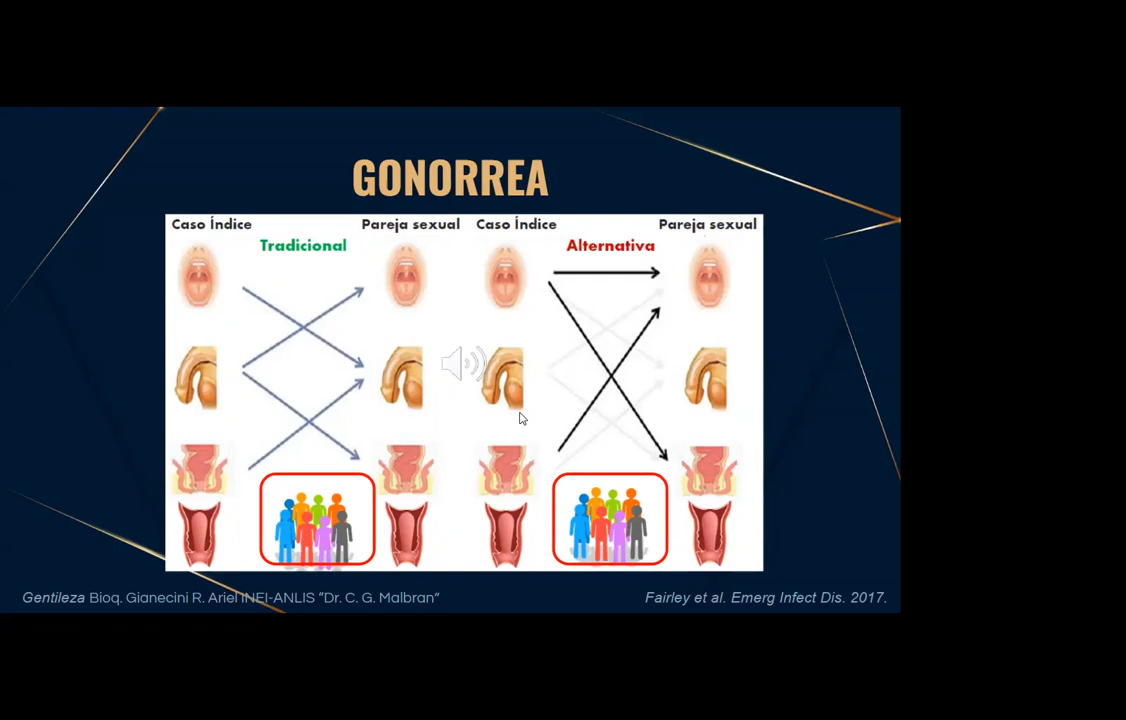 GONORREA
Caso Índice
Pareja sexual
Caso Índice
Pareja sexual
Tradicional
Alternativa
Gentileza Bioq. Gianecini R. Ariel INEI-ANLIS "Dr. C. G. Malbran"
Fairley et al. Emerg Infect Dis. 2017.